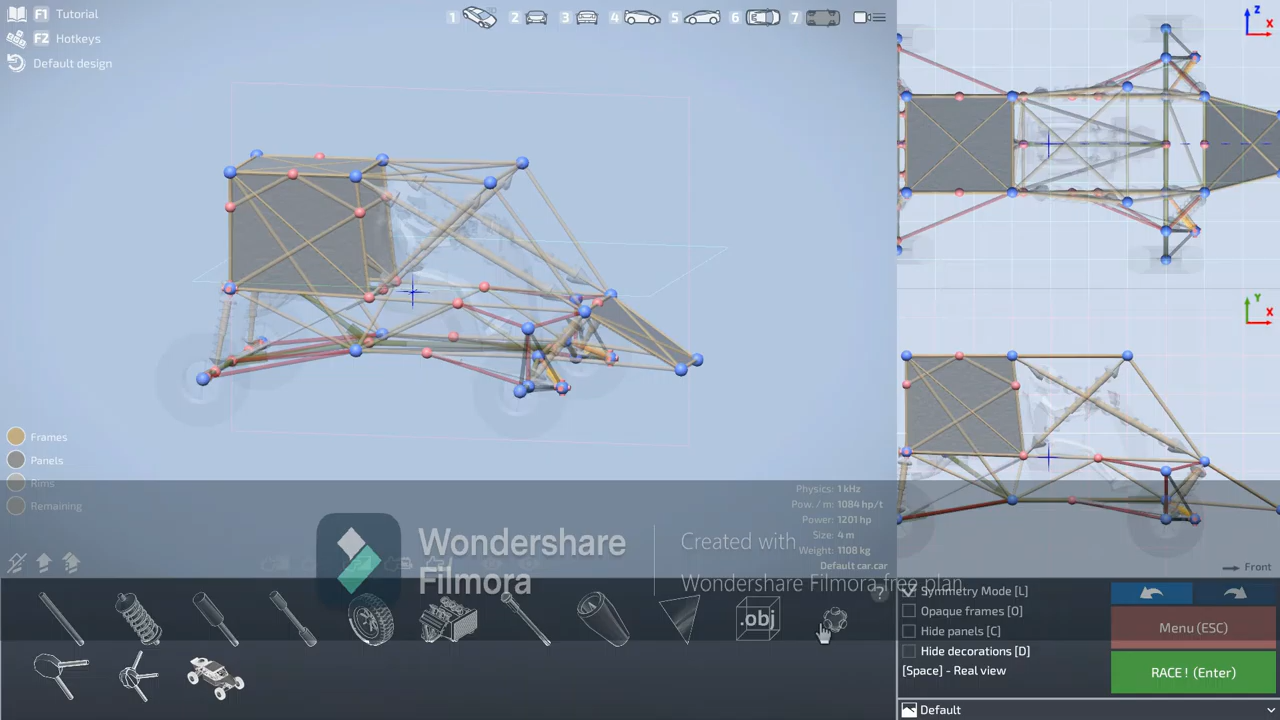 F1 Tutorial
F2 Hotkeys
Default design
1 2 3 4 5 6 7
Z
X
Y
X
Frames
Panels
Rims
Remaining
Physics: 1 kHz
Pow. / m: 1084 hp/t
Power: 1201 hp
Size: 4 m
Weight: 1108 kg
Default car.car
Front
Wondershare
Filmora
Created with
Wondershare Filmora free plan
?
.obj
Symmetry Mode [L]
Opaque frames [O]
Hide panels [C]
Hide decorations [D]
[Space] - Real view
Menu (ESC)
RACE! (Enter)
Default